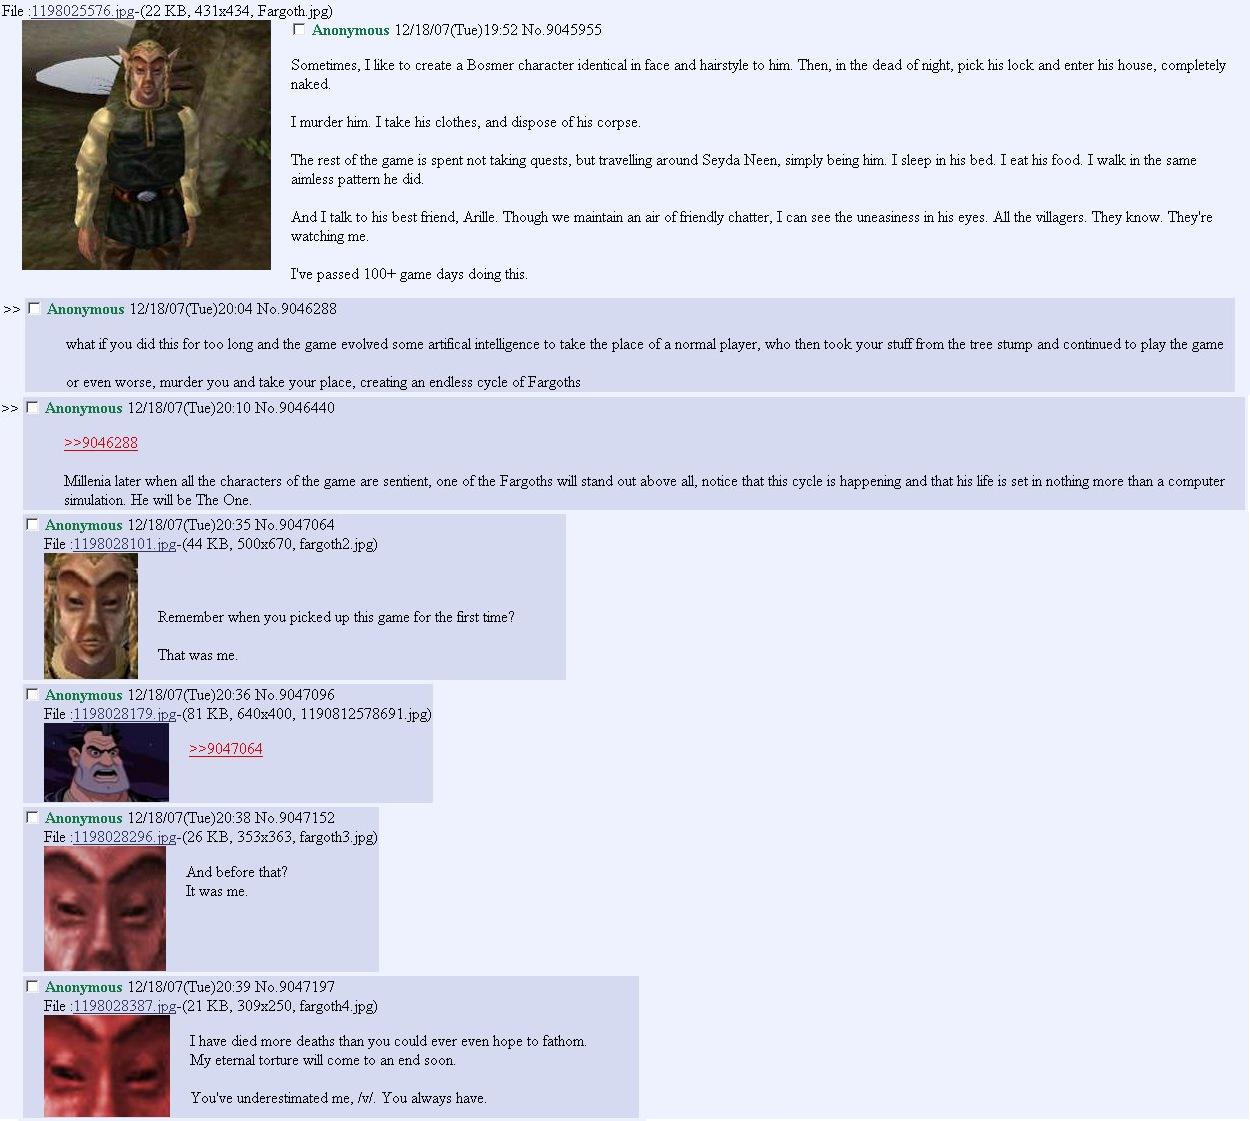 File :1198025576.jpg-(22 KB, 431x434, Fargoth.jpg)
Anonymous 12/18/07(Tue)19:52 No.9045955
Sometimes, I like to create a Bosmer character identical in face and hairstyle to him. Then, in the dead of night, pick his lock and enter his house, completely
naked.
I murder him. I take his clothes, and dispose of his corpse.
The rest of the game is spent not taking quests, but travelling around Seyda Neen, simply being him. I sleep in his bed. I eat his food. I walk in the same
aimless pattern he did.
And I talk to his best friend, Arille. Though we maintain an air of friendly chatter, I can see the uneasiness in his eyes. All the villagers. They know. They're
watching me.
I've passed 100+ game days doing this.
>> Anonymous 12/18/07(Tue)20:04 No.9046288
what if you did this for too long and the game evolved some artifical intelligence to take the place of a normal player, who then took your stuff from the tree stump and continued to play the game
or even worse, murder you and take your place, creating an endless cycle of Fargoths
>> Anonymous 12/18/07(Tue)20:10 No.9046440
>>9046288
Millenia later when all the characters of the game are sentient, one of the Fargoths will stand out above all, notice that this cycle is happening and that his life is set in nothing more than a computer
simulation. He will be The One.
Anonymous 12/18/07(Tue)20:35 No.9047064
File :1198028101.jpg-(44 KB, 500x670, fargoth2.jpg)
Remember when you picked up this game for the first time?
That was me.
Anonymous 12/18/07(Tue)20:36 No.9047096
File :1198028179.jpg-(81 KB, 640x400, 1190812578691.jpg)
>>9047064
Anonymous 12/18/07(Tue)20:38 No.9047152
File :1198028296.jpg-(26 KB, 353x363, fargoth3.jpg)
And before that?
It was me.
Anonymous 12/18/07(Tue)20:39 No.9047197
File :1198028387.jpg-(21 KB, 309x250, fargoth4.jpg)
I have died more deaths than you could ever even hope to fathom.
My eternal torture will come to an end soon.
You've underestimated me, /v/. You always have.